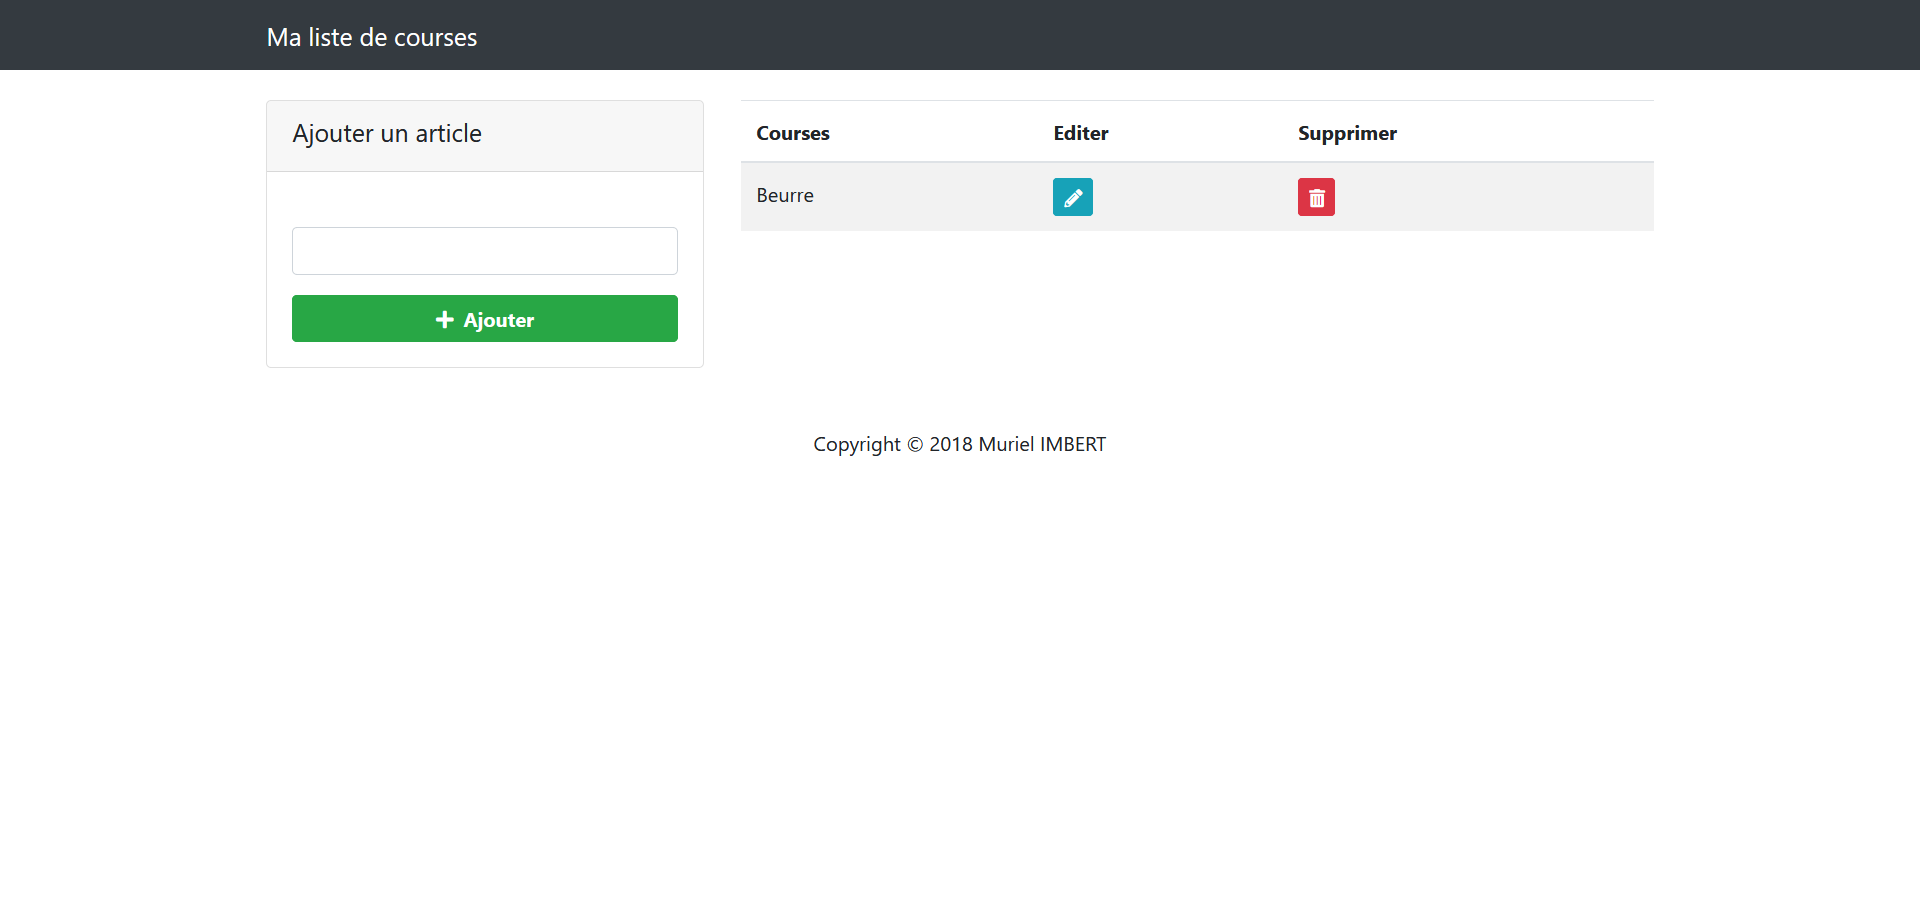 Ma liste de courses
Ajouter un article
Ajouter
Courses Editer Supprimer
Beurre
Copyright © 2018 Muriel IMBERT